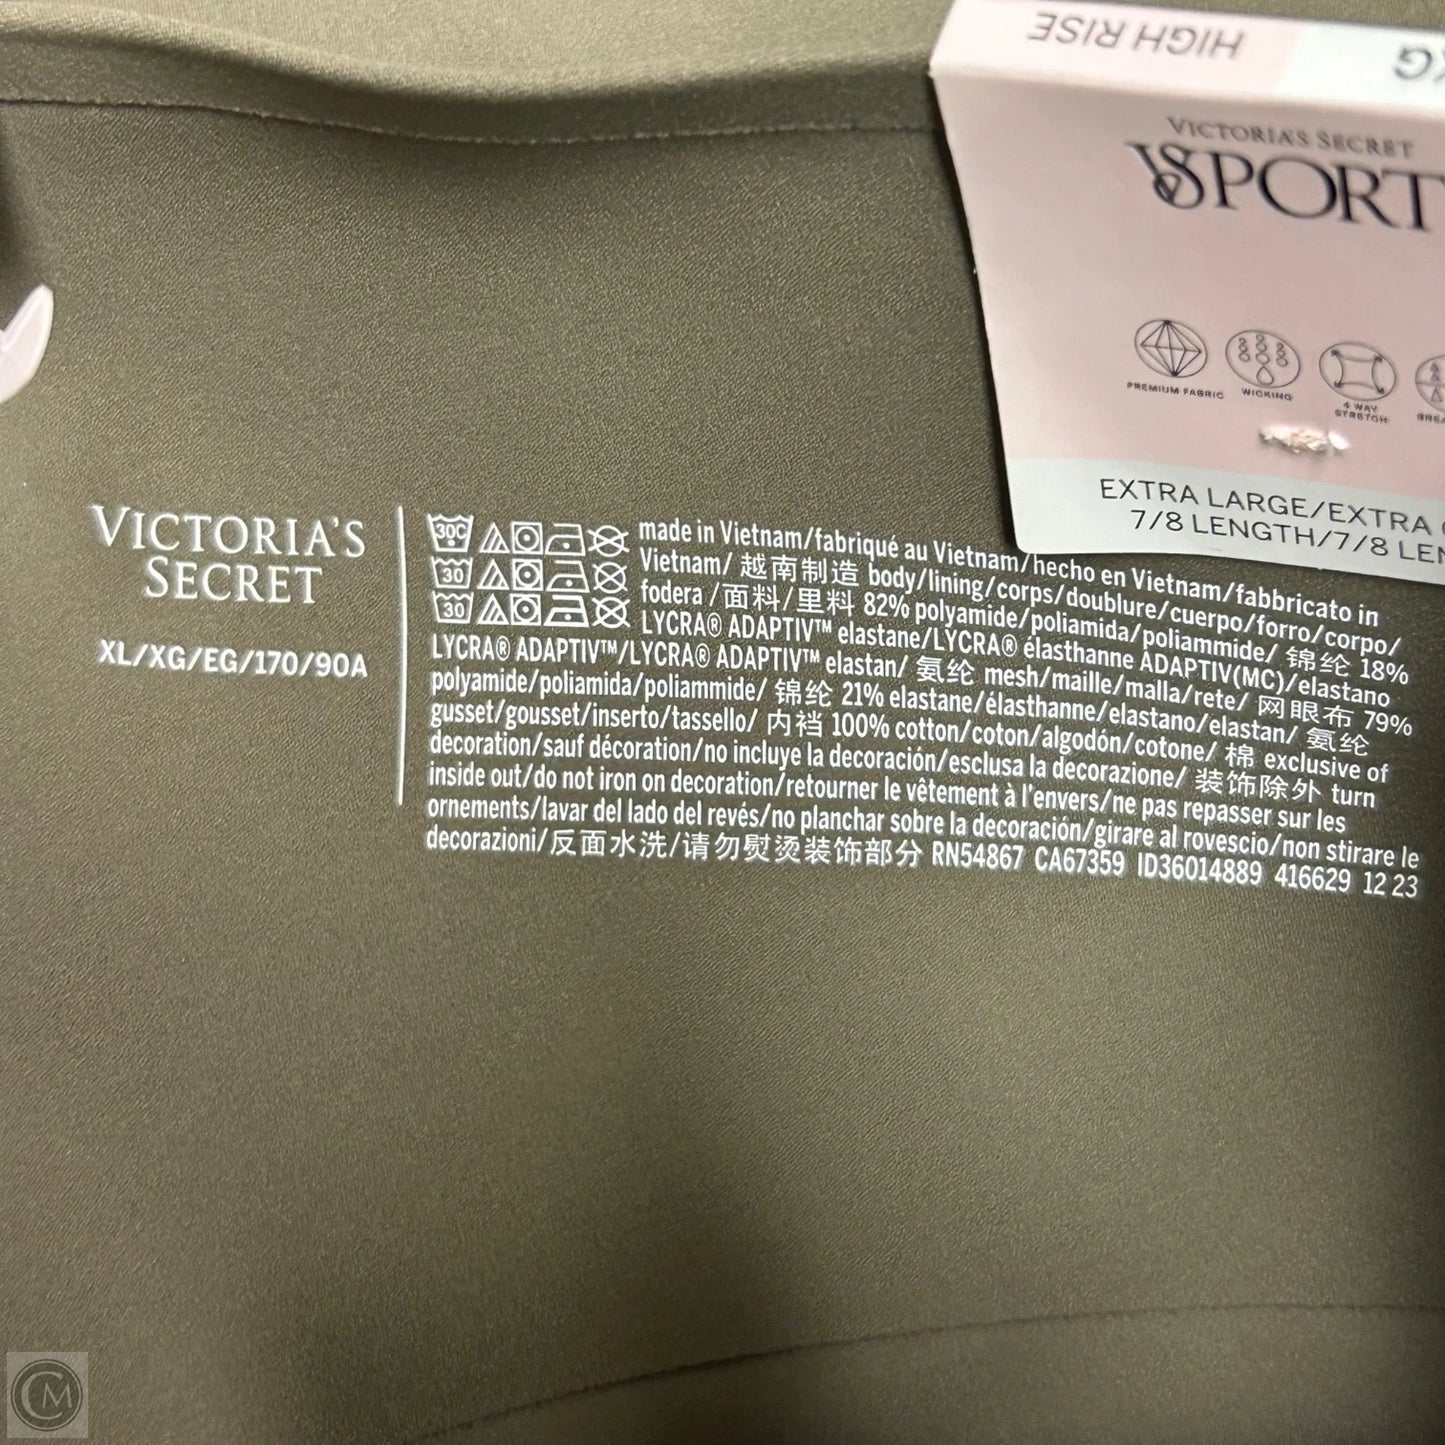 HIGH RISE
VICTORIA'S SECRET
VSPORT
PREMIUM FABRIC
WICKING
4 WAY
STRETCH
EXTRA LARGE/EXTRA
7/8 LENGTH/7/8
VICTORIA'S
SECRET
XL/XG/EG/170/90A
30C
30
30
made in Vietnam/fabriqué au Vietnam/hecho en Vietnam/fabbricato in
Vietnam/ 越南制造 body/lining/corps/doublure/cuerpo/forro/corpo/
fodera /面料/里料 82% polyamide/poliamida/poliammide/ 锦纶 18%
LYCRA® ADAPTIV™ elastane/LYCRA® élasthanne ADAPTIV(MC)/elastano
LYCRA® ADAPTIV™/LYCRA® ADAPTIV™ elastan/ 氨纶 mesh/maille/malla/rete/ 网眼布 79%
polyamide/poliamida/poliammide/ 锦纶 21% elastane/élasthanne/elastano/elastan/ 氨纶
gusset/gousset/inserto/tassello/ 内裆 100% cotton/coton/algodón/cotone/ 棉 exclusive of
decoration/sauf décoration/no incluye la decoración/esclusa la decorazione/ 装饰除外 turn
inside out/do not iron on decoration/retourner le vêtement à l'envers/ne pas repasser sur les
ornements/lavar del lado del revés/no planchar sobre la decoración/girare al rovescio/non stirare le
decorazioni/反面水洗/请勿熨烫装饰部分 RN54867 CA67359 ID36014889 416629 12 23
CM